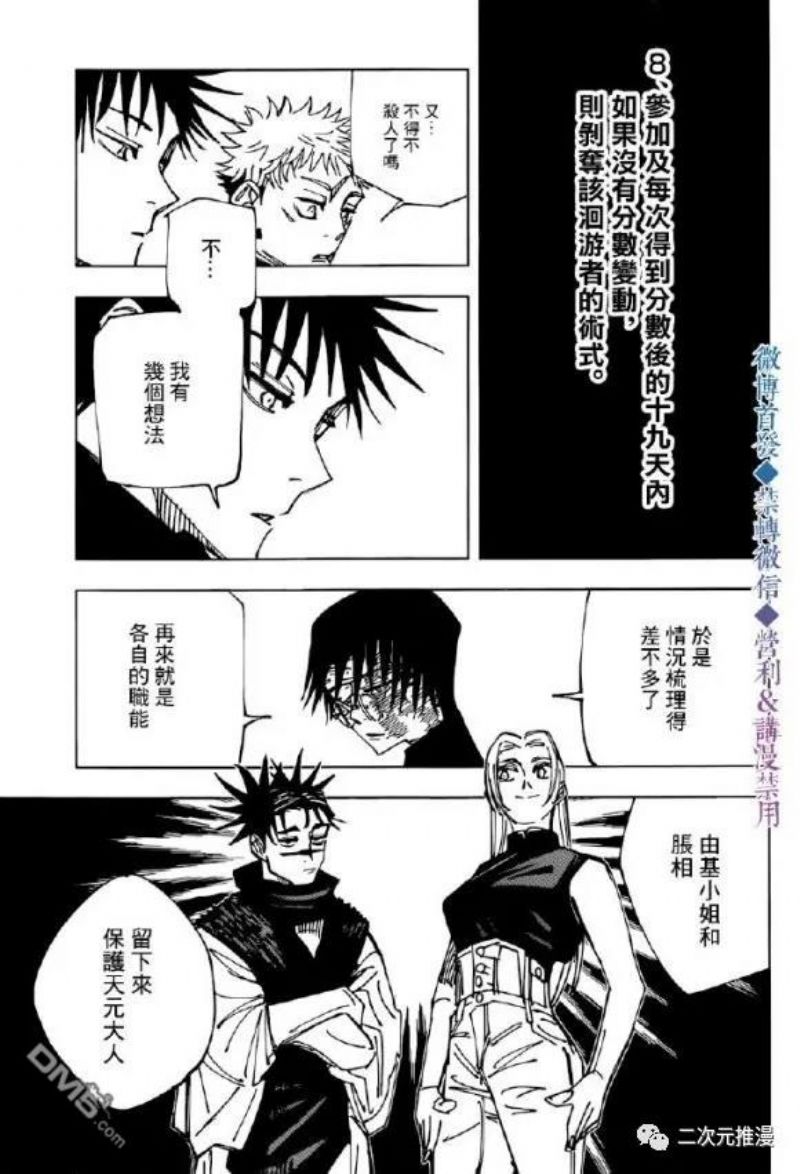 8、參加及每次得到分數後的十九天內
如果沒有分數變動，
則剝奪該洄游者的術式。
又…
不得不
殺人了嗎
不…
我有
幾個想法
於是
情況梳理得
差不多了
再來就是
各自的職能
由基小姐和
脹相
留下來
保護天元大人
微博首發◆禁轉微信◆營利&講漫禁用
DM5.com
二次元推漫